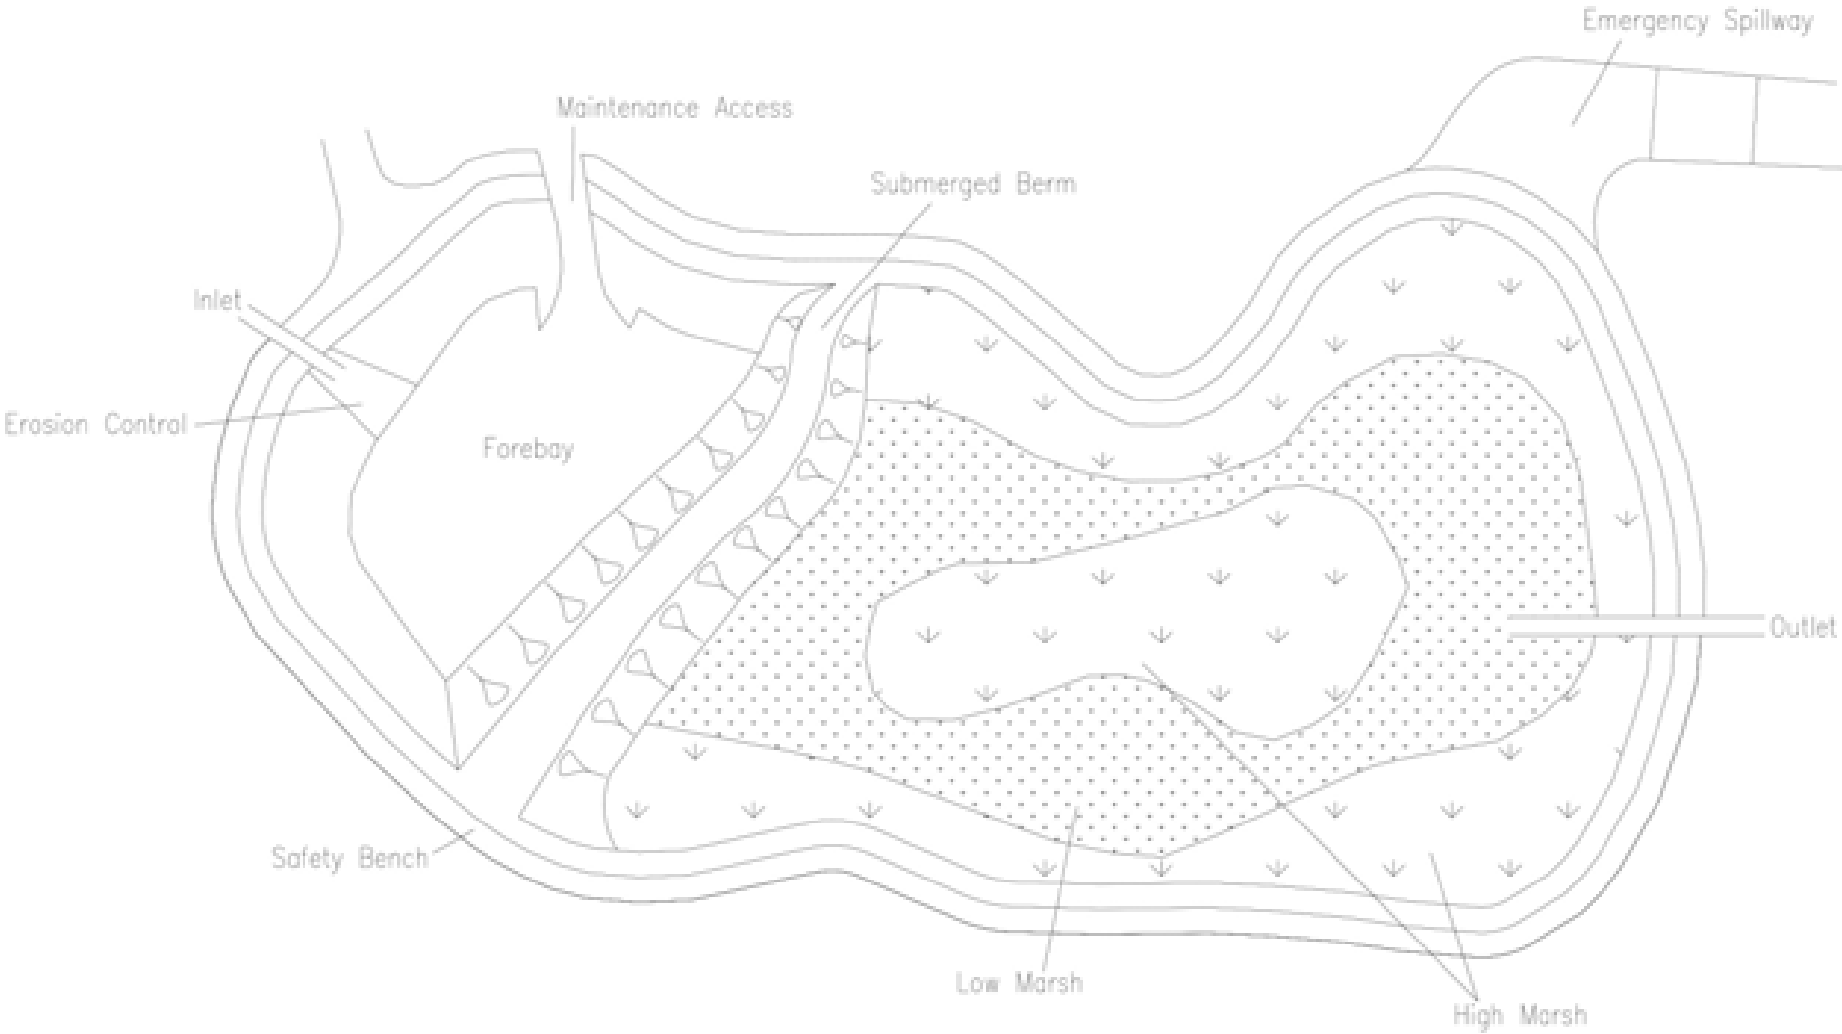 Emergency Spillway
Maintenance Access
Submerged Berm
Inlet
Erosion Control
Forebay
Outlet
Safety Bench
Low Marsh
High Marsh